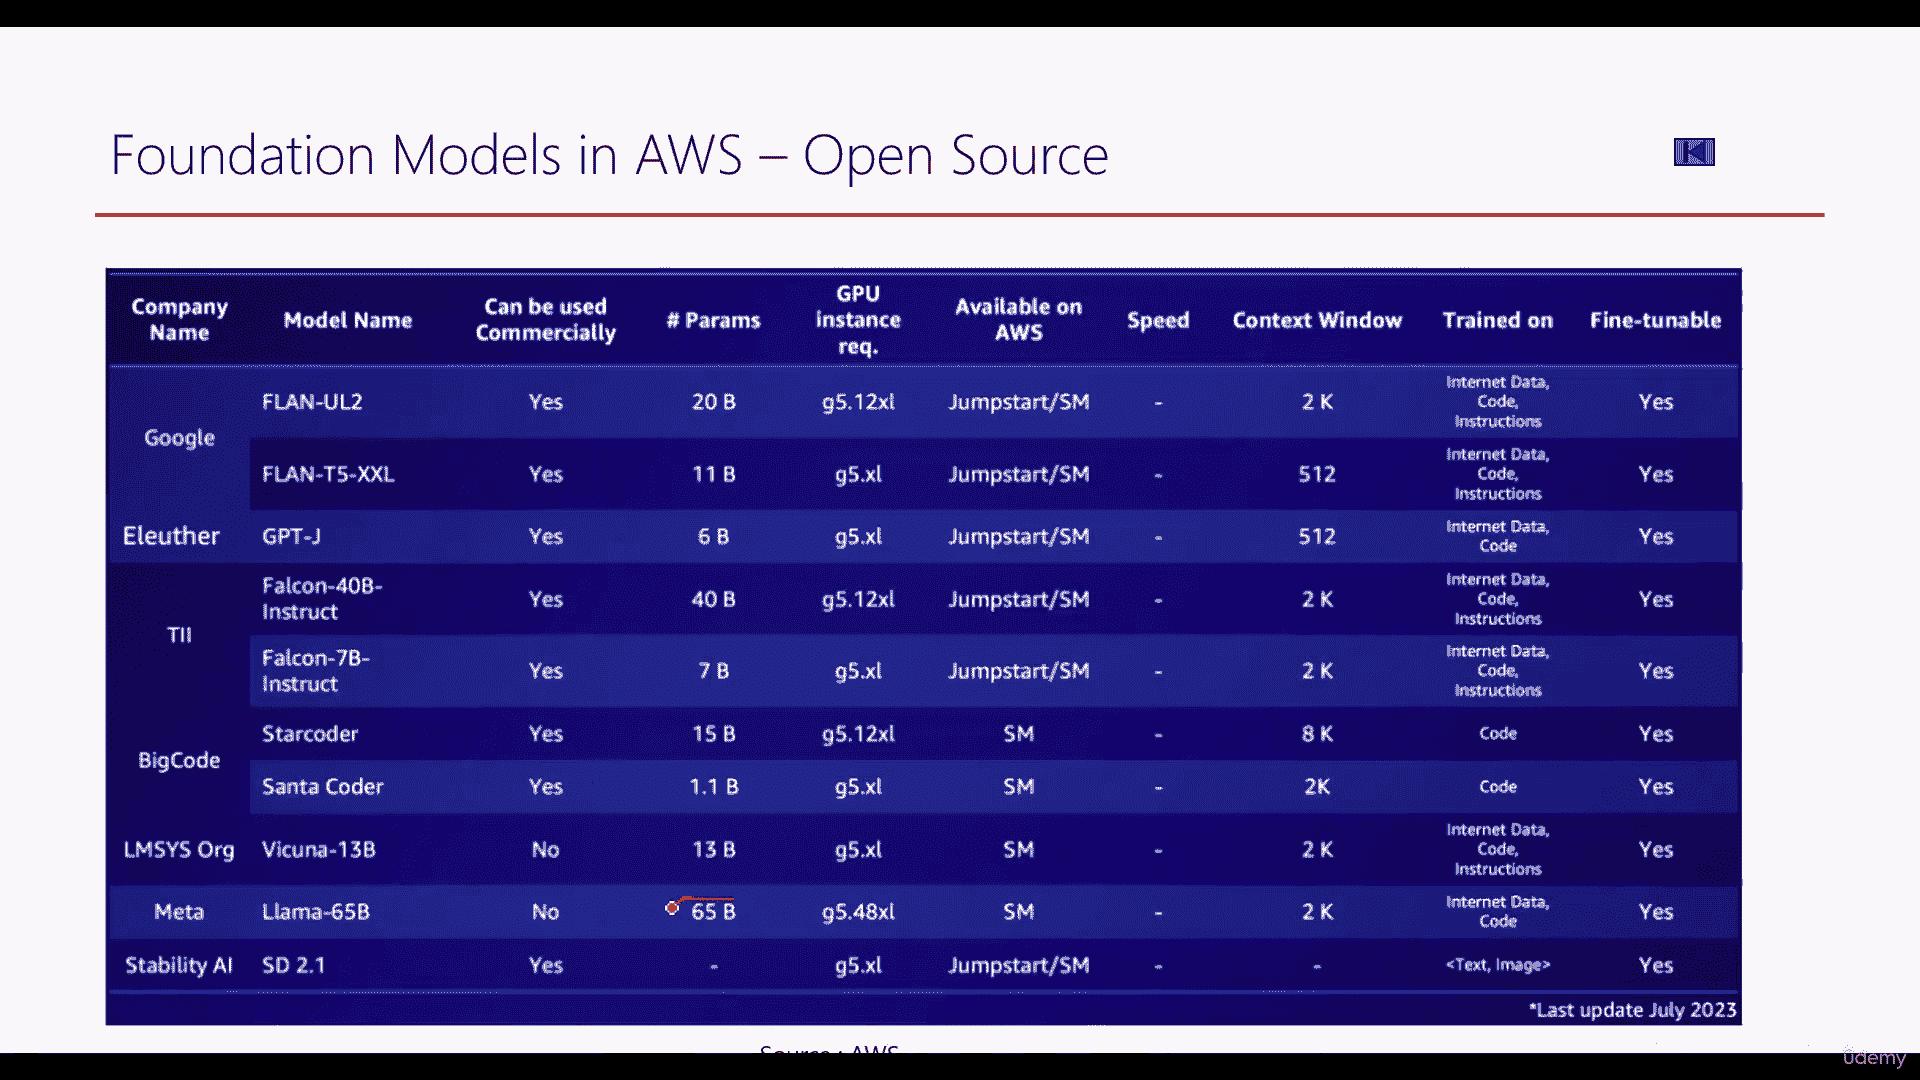 Foundation Models in AWS – Open Source
Company Name | Model Name | Can be used Commercially | # Params | GPU instance req. | Available on AWS | Speed | Context Window | Trained on | Fine-tunable
Google | FLAN-UL2 | Yes | 20 B | g5.12xl | Jumpstart/SM | - | 2 K | Internet Data, Code, Instructions | Yes
FLAN-T5-XXL | Yes | 11 B | g5.xl | Jumpstart/SM | - | 512 | Internet Data, Code, Instructions | Yes
Eleuther | GPT-J | Yes | 6 B | g5.xl | Jumpstart/SM | - | 512 | Internet Data, Code | Yes
TII | Falcon-40B-Instruct | Yes | 40 B | g5.12xl | Jumpstart/SM | - | 2 K | Internet Data, Code, Instructions | Yes
Falcon-7B-Instruct | Yes | 7 B | g5.xl | Jumpstart/SM | - | 2 K | Internet Data, Code, Instructions | Yes
BigCode | Starcoder | Yes | 15 B | g5.12xl | SM | - | 8 K | Code | Yes
Santa Coder | Yes | 1.1 B | g5.xl | SM | - | 2K | Code | Yes
LMSYS Org | Vicuna-13B | No | 13 B | g5.xl | SM | - | 2 K | Internet Data, Code, Instructions | Yes
Meta | Llama-65B | No | 65 B | g5.48xl | SM | - | 2 K | Internet Data, Code | Yes
Stability AI | SD 2.1 | Yes | - | g5.xl | Jumpstart/SM | - | - | <Text, Image> | Yes
*Last update July 2023
Source : AWS
ûdemy